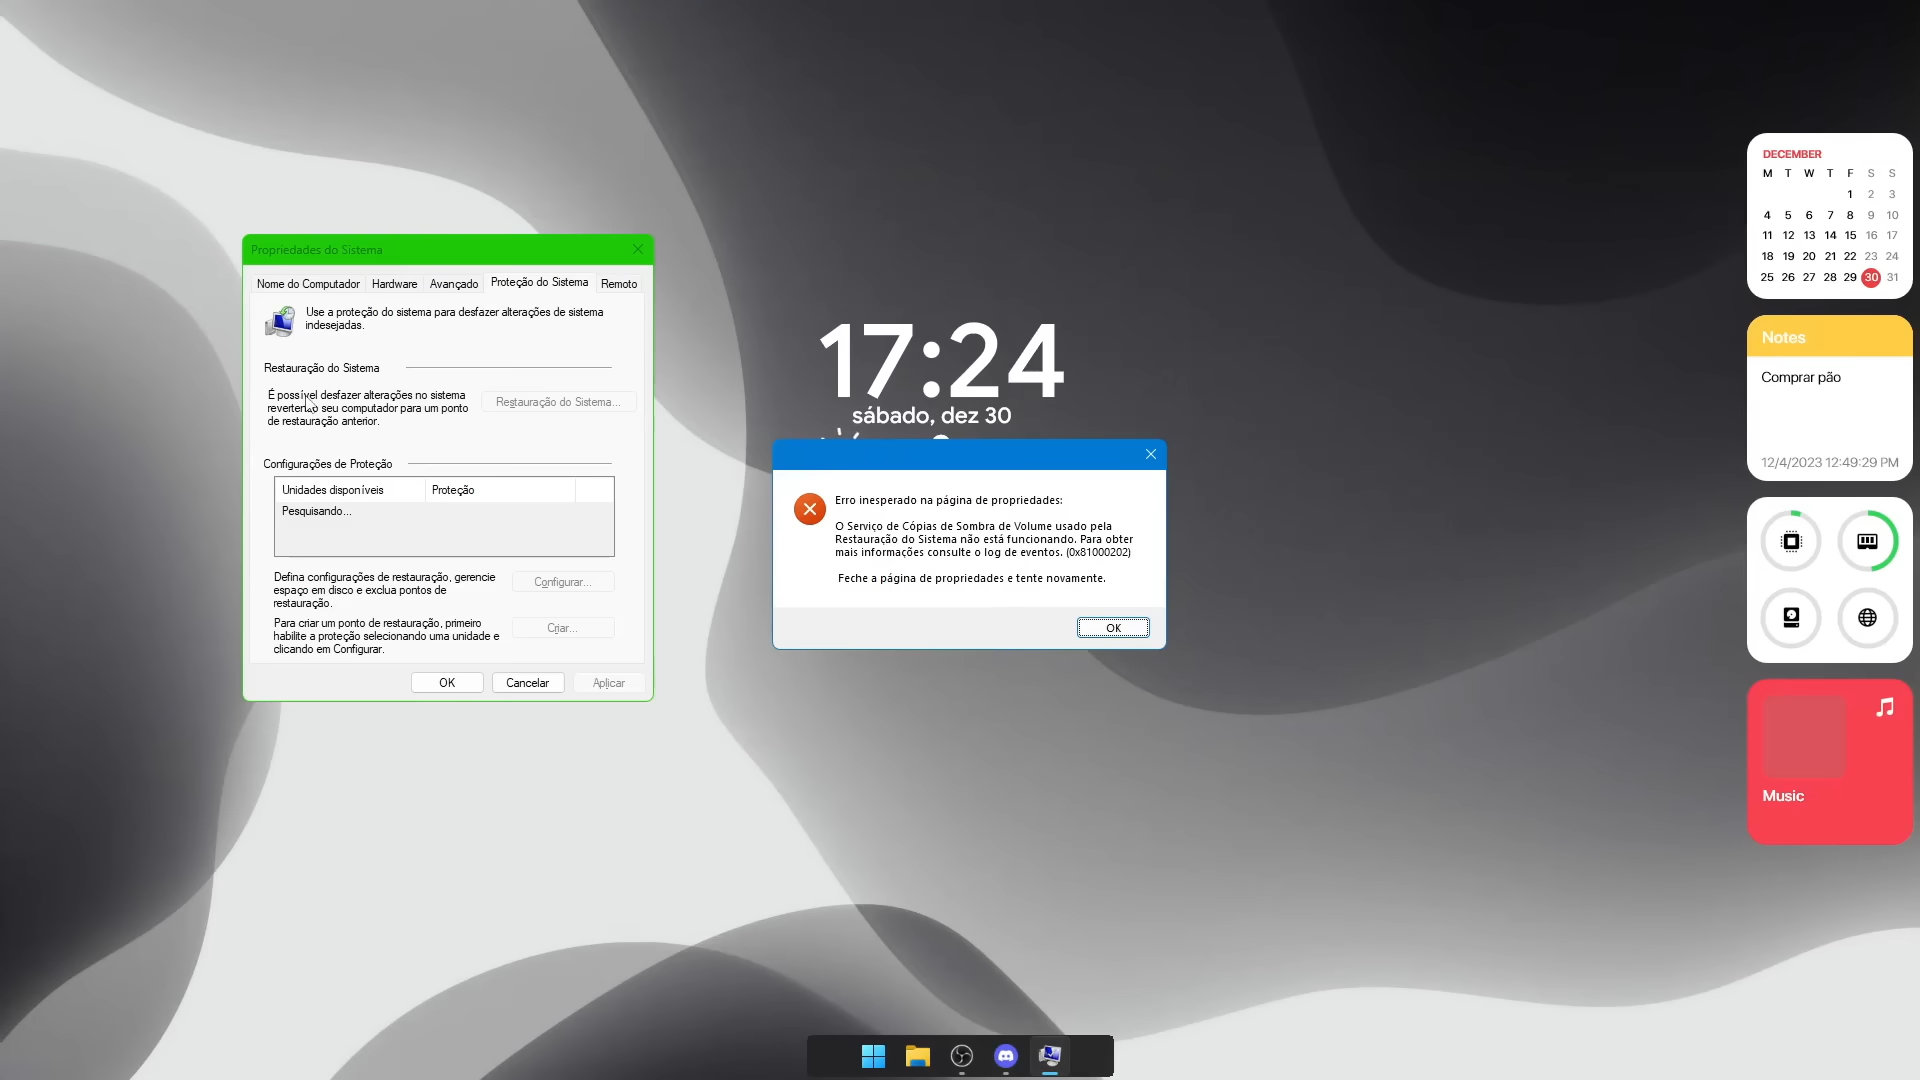 Propriedades do Sistema
Nome do Computador
Hardware
Avançado
Proteção do Sistema
Remoto
Use a proteção do sistema para desfazer alterações de sistema
indesejadas.
Restauração do Sistema
É possível desfazer alterações no sistema
revertendo seu computador para um ponto
de restauração anterior.
Restauração do Sistema...
Configurações de Proteção
Unidades disponíveis
Proteção
Pesquisando...
Defina configurações de restauração, gerencie
espaço em disco e exclua pontos de
restauração.
Configurar...
Para criar um ponto de restauração, primeiro
habilite a proteção selecionando uma unidade e
clicando em Configurar.
Criar...
OK
Cancelar
Aplicar
17:24
sábado, dez 30
Erro inesperado na página de propriedades:
O Serviço de Cópias de Sombra de Volume usado pela
Restauração do Sistema não está funcionando. Para obter
mais informações consulte o log de eventos. (0x81000202)
Feche a página de propriedades e tente novamente.
OK
DECEMBER
M T W T F S S
1 2 3
4 5 6 7 8 9 10
11 12 13 14 15 16 17
18 19 20 21 22 23 24
25 26 27 28 29 30 31
Notes
Comprar pão
12/4/2023 12:49:29 PM
Music